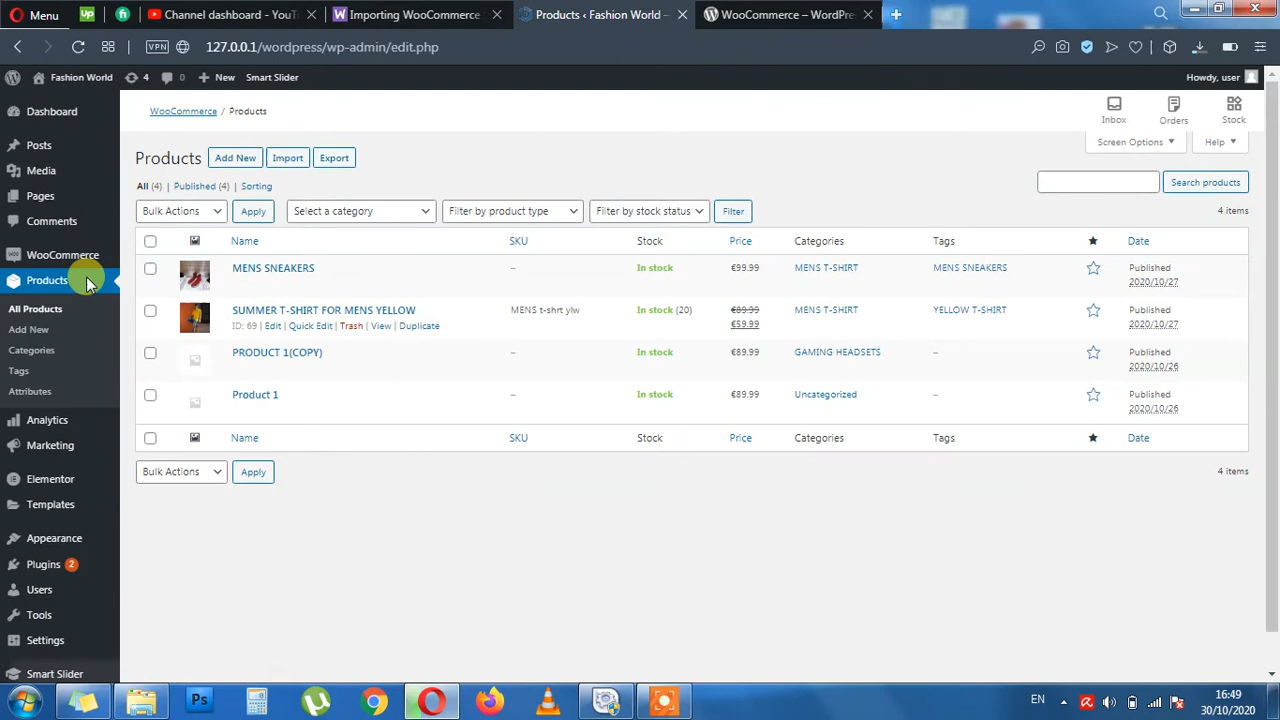 Menu Up fi Channel dashboard - YouT Importing WooCommerce Products ‹ Fashion World – WooCommerce – WordPre
VPN 127.0.0.1/wordpress/wp-admin/edit.php
Fashion World 4 0 New Smart Slider Howdy, user
Dashboard
Posts
Media
Pages
Comments
WooCommerce
Products
All Products
Add New
Categories
Tags
Attributes
Analytics
Marketing
Elementor
Templates
Appearance
Plugins 2
Users
Tools
Settings
Smart Slider
WooCommerce / Products
Inbox Orders Stock
Screen Options Help
Products Add New Import Export
All (4) | Published (4) | Sorting
Search products
Bulk Actions Apply Select a category Filter by product type Filter by stock status Filter 4 items
Name SKU Stock Price Categories Tags Date
MENS SNEAKERS – In stock €99.99 MENS T-SHIRT MENS SNEAKERS Published
2020/10/27
SUMMER T-SHIRT FOR MENS YELLOW MENS t-shrt ylw In stock (20) €89.99 MENS T-SHIRT YELLOW T-SHIRT Published
ID: 69 | Edit | Quick Edit | Trash | View | Duplicate €59.99 2020/10/27
PRODUCT 1(COPY) – In stock €89.99 GAMING HEADSETS – Published
2020/10/26
Product 1 – In stock €89.99 Uncategorized – Published
2020/10/26
Name SKU Stock Price Categories Tags Date
Bulk Actions Apply 4 items
Ps EN 16:49
30/10/2020